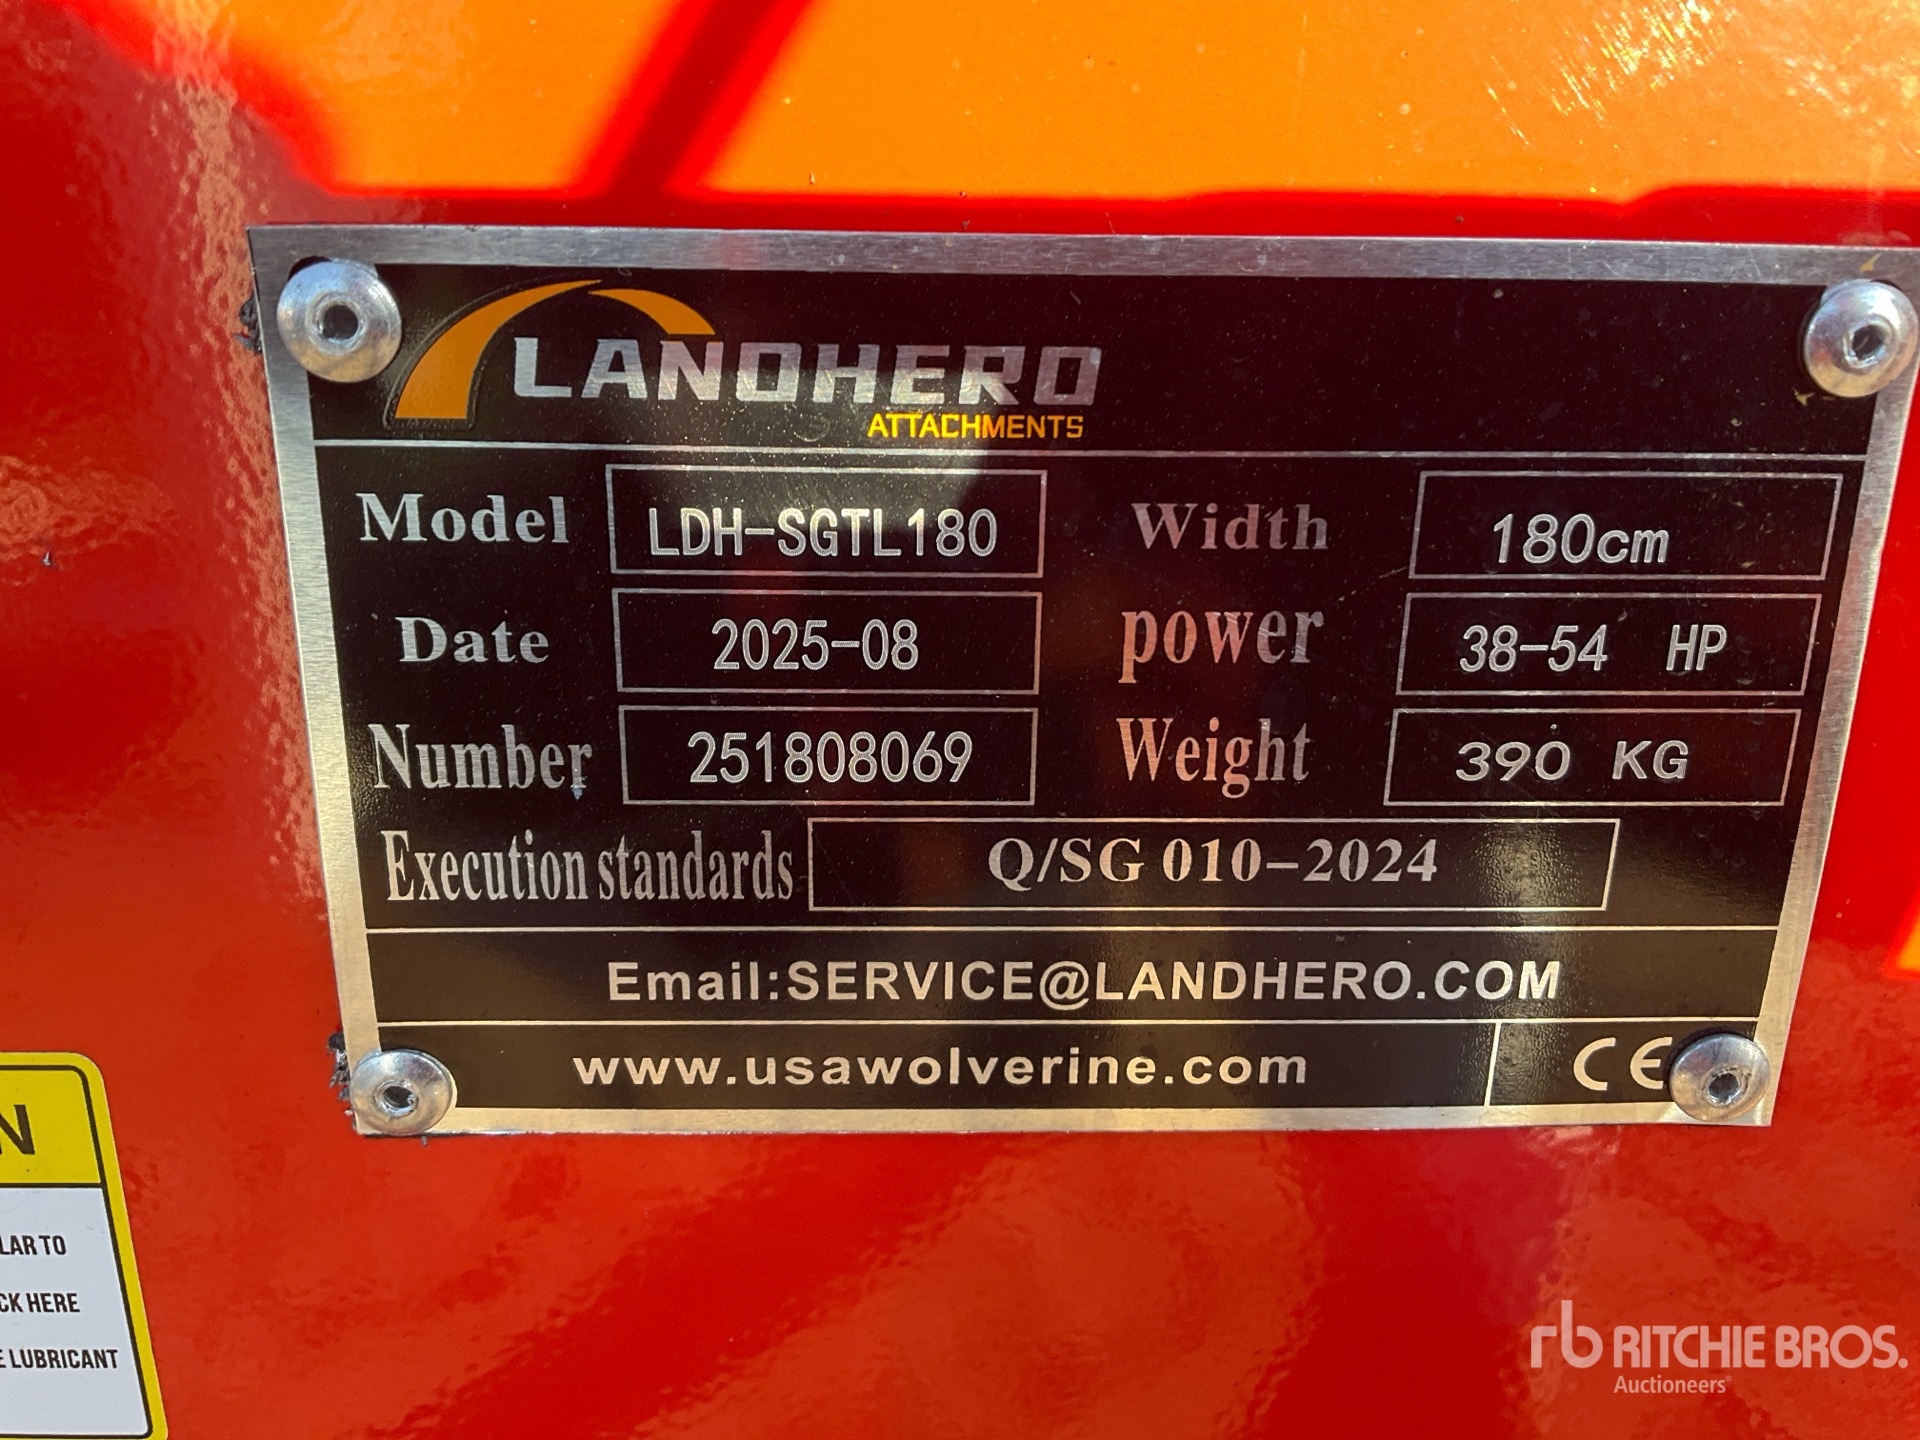 LANDHERO
ATTACHMENTS
Model LDH-SGTL180 Width 180cm
Date 2025-08 power 38-54 HP
Number 251808069 Weight 390 KG
Execution standards Q/SG 010-2024
Email:SERVICE@LANDHERO.COM
www.usawolverine.com CE
N
LAR TO
CK HERE
E LUBRICANT
rb RITCHIE BROS.
Auctioneers